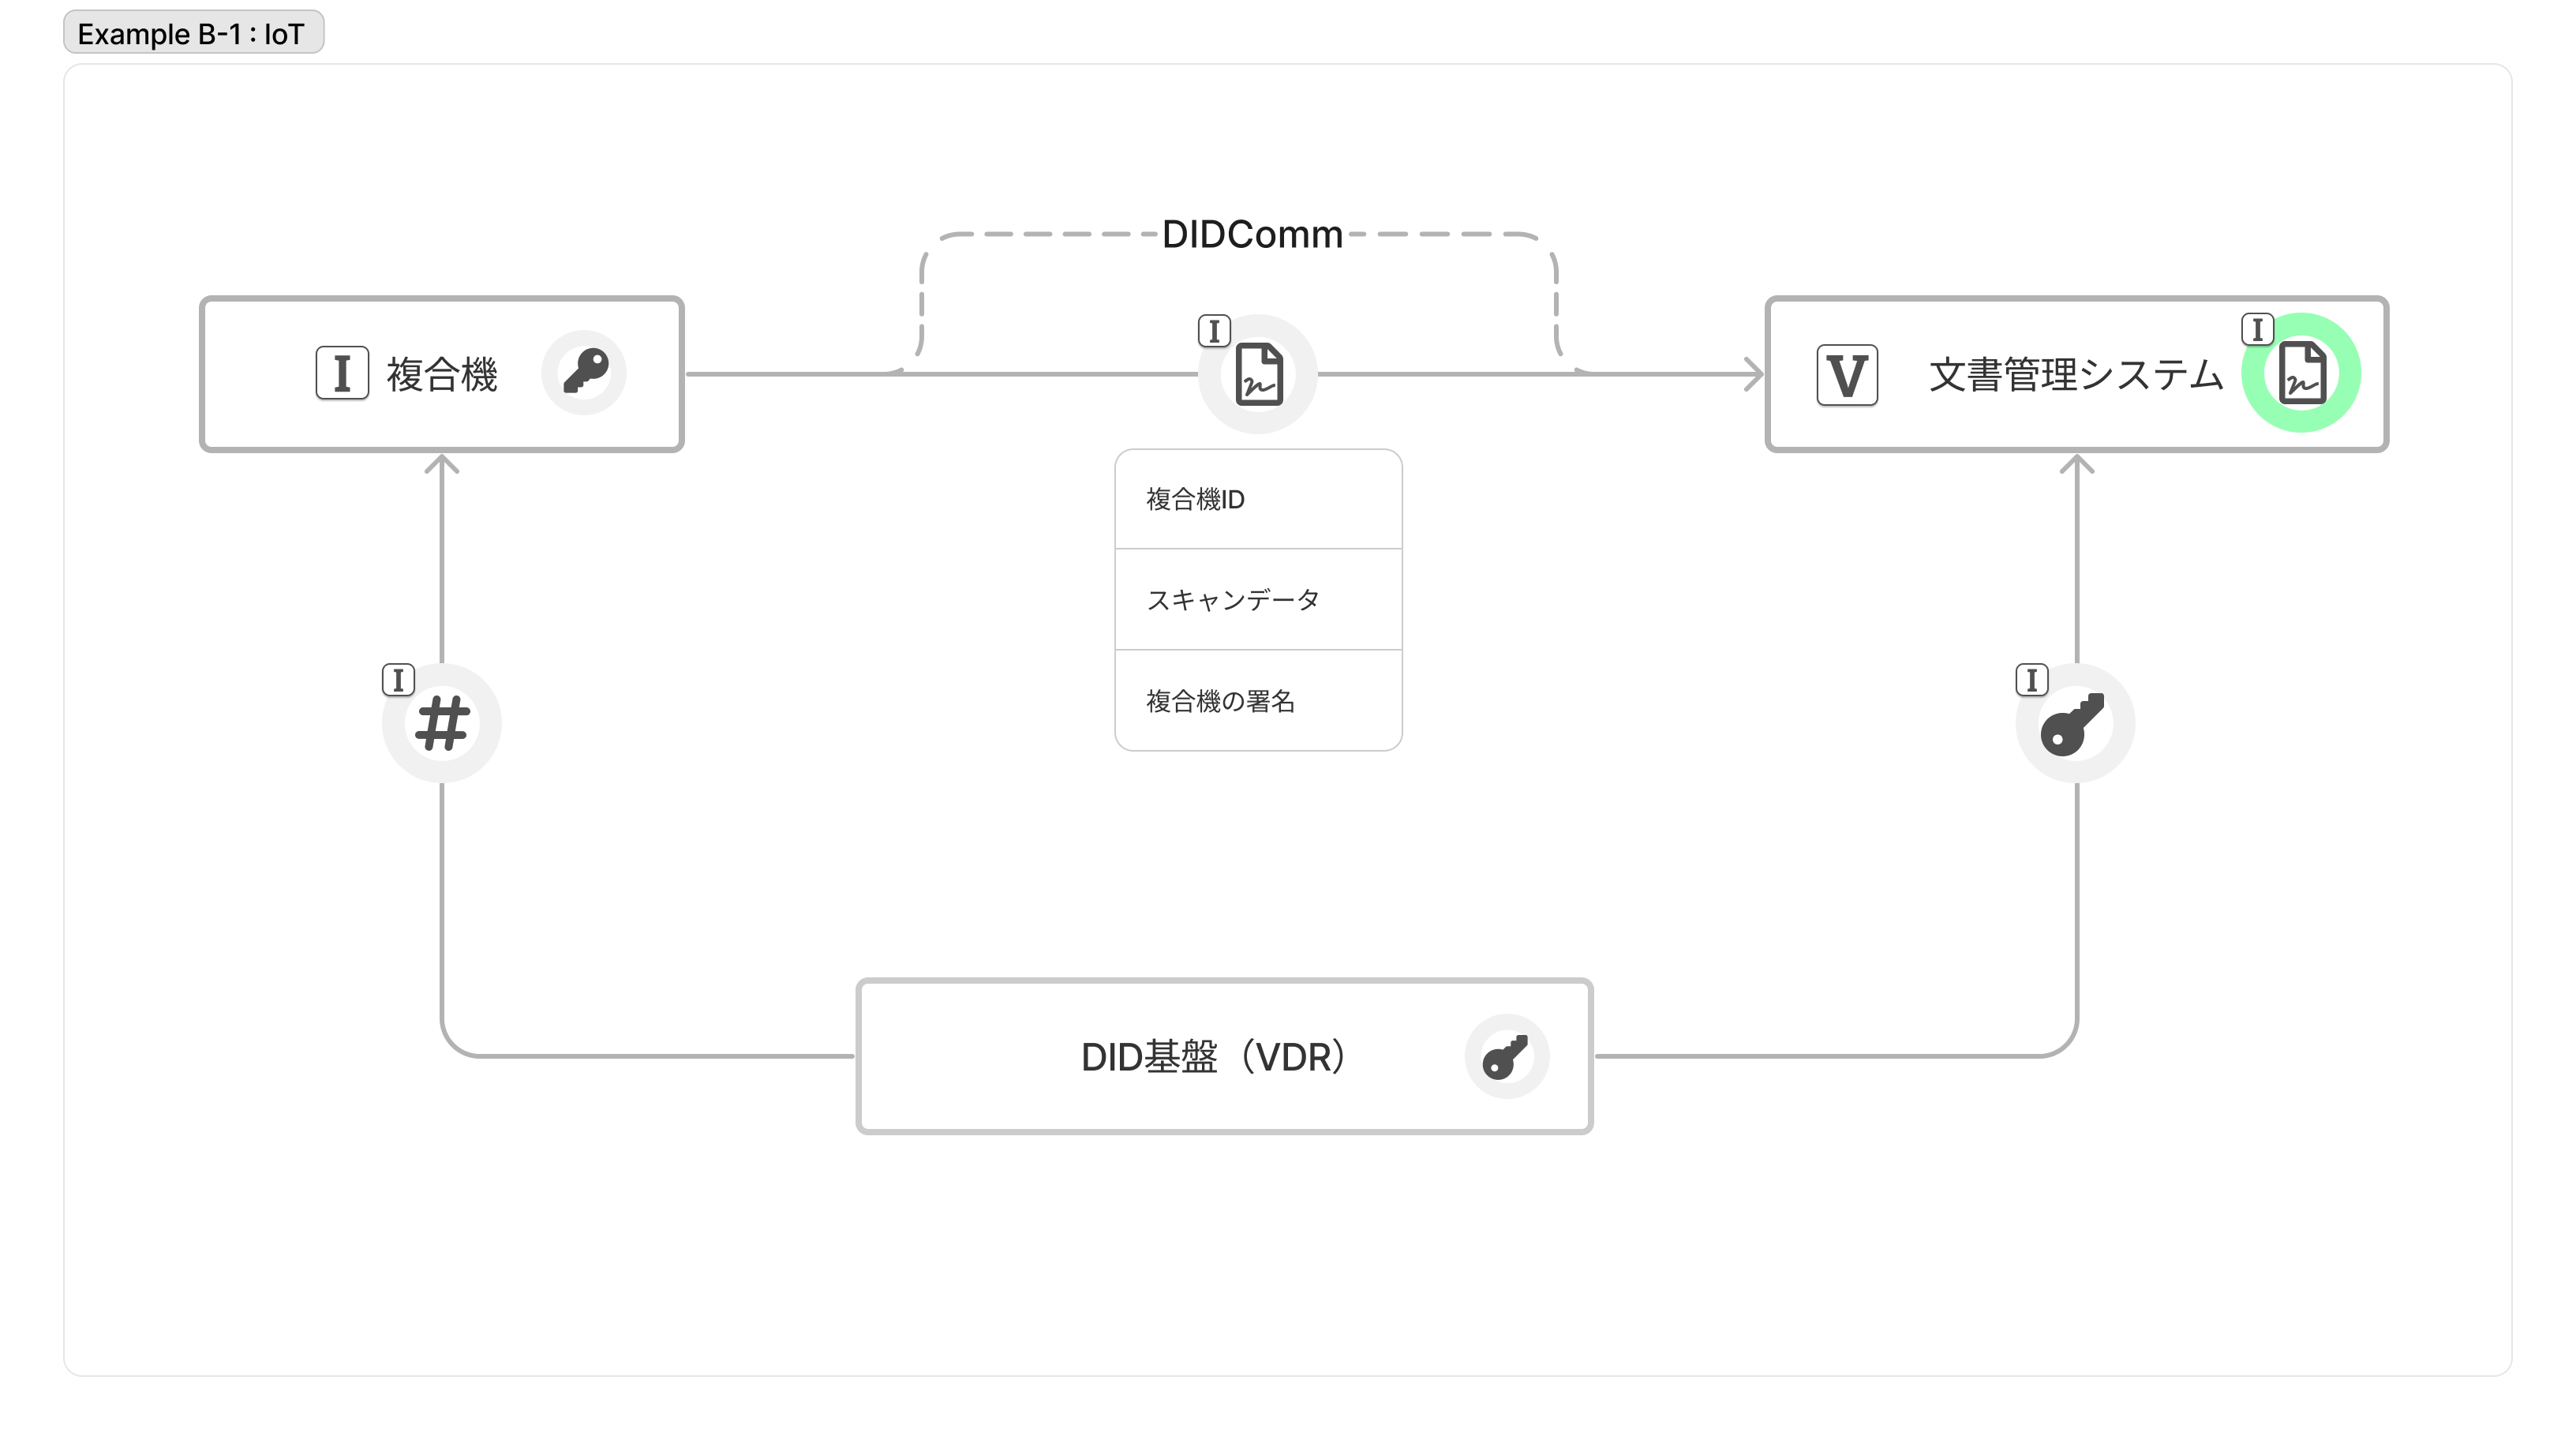 Example B-1 : IoT
DIDComm
I 複合機
I
V 文書管理システム
I
複合機ID
スキャンデータ
複合機の署名
I
#
I
DID基盤（VDR）